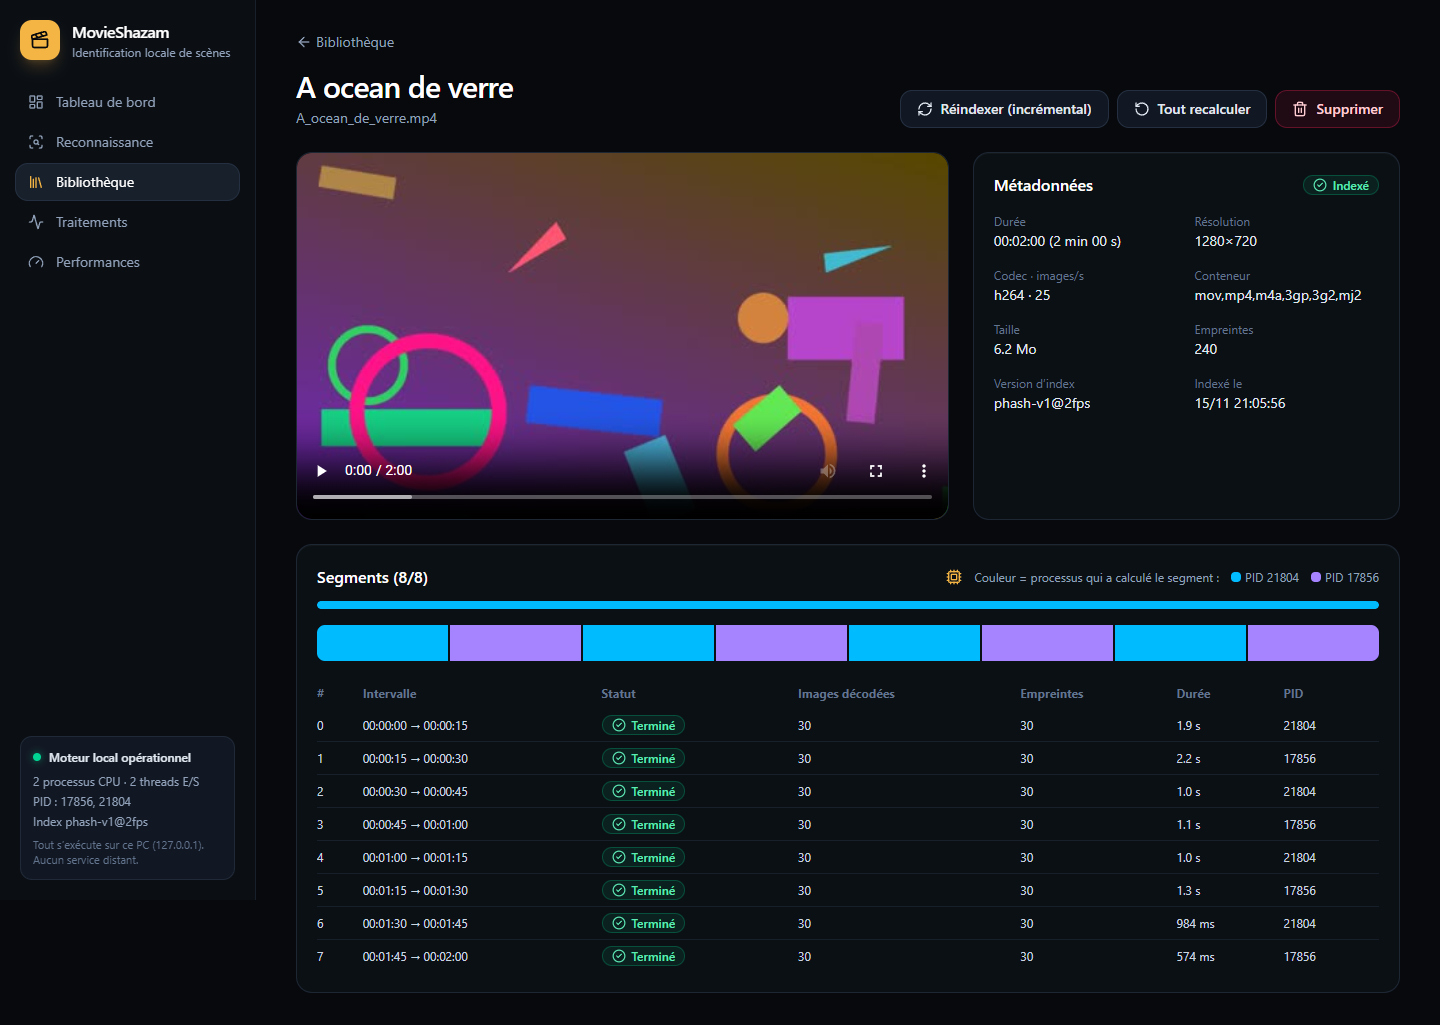 MovieShazam
Identification locale de scènes
Tableau de bord
Reconnaissance
Bibliothèque
Traitements
Performances
Moteur local opérationnel
2 processus CPU · 2 threads E/S
PID : 17856, 21804
Index phash-v1@2fps
Tout s'exécute sur ce PC (127.0.0.1).
Aucun service distant.
← Bibliothèque
A ocean de verre
A_ocean_de_verre.mp4
Réindexer (incrémental)
Tout recalculer
Supprimer
0:00 / 2:00
Métadonnées
Indexé
Durée
00:02:00 (2 min 00 s)
Résolution
1280×720
Codec · images/s
h264 · 25
Conteneur
mov,mp4,m4a,3gp,3g2,mj2
Taille
6.2 Mo
Empreintes
240
Version d'index
phash-v1@2fps
Indexé le
15/11 21:05:56
Segments (8/8)
Couleur = processus qui a calculé le segment : PID 21804 PID 17856
# Intervalle Statut Images décodées Empreintes Durée PID
0 00:00:00 → 00:00:15 Terminé 30 30 1.9 s 21804
1 00:00:15 → 00:00:30 Terminé 30 30 2.2 s 17856
2 00:00:30 → 00:00:45 Terminé 30 30 1.0 s 21804
3 00:00:45 → 00:01:00 Terminé 30 30 1.1 s 17856
4 00:01:00 → 00:01:15 Terminé 30 30 1.0 s 21804
5 00:01:15 → 00:01:30 Terminé 30 30 1.3 s 17856
6 00:01:30 → 00:01:45 Terminé 30 30 984 ms 21804
7 00:01:45 → 00:02:00 Terminé 30 30 574 ms 17856